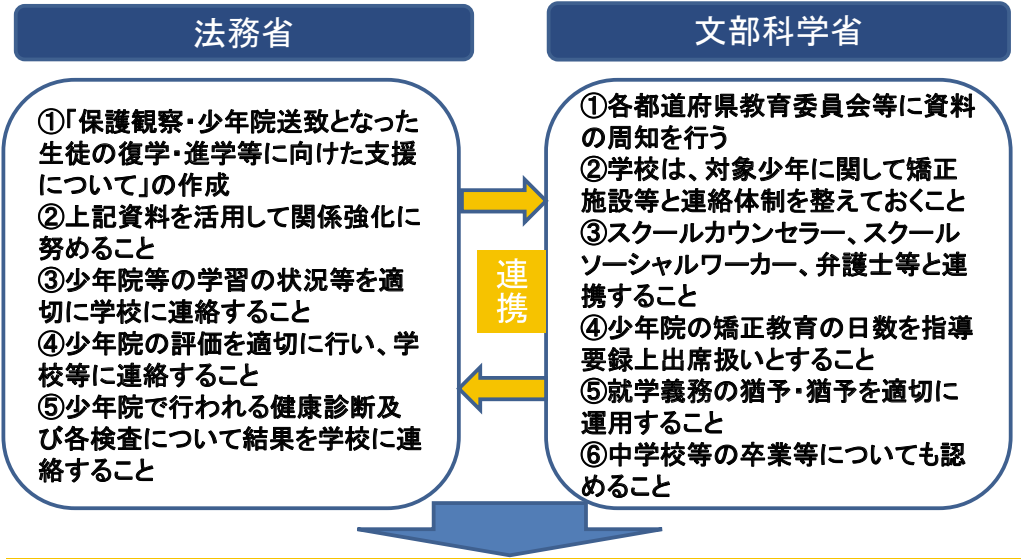 法務省
①「保護観察・少年院送致となった
生徒の復学・進学等に向けた支援
について」の作成
②上記資料を活用して関係強化に
努めること
③少年院等の学習の状況等を適
切に学校に連絡すること
④少年院の評価を適切に行い、学
校等に連絡すること
⑤少年院で行われる健康診断及
び各検査について結果を学校に連
絡すること
連
携
文部科学省
①各都道府県教育委員会等に資料
の周知を行う
②学校は、対象少年に関して矯正
施設等と連絡体制を整えておくこと
③スクールカウンセラー、スクール
ソーシャルワーカー、弁護士等と連
携すること
④少年院の矯正教育の日数を指導
要録上出席扱いとすること
⑤就学義務の猶予・猶予を適切に
運用すること
⑥中学校等の卒業等についても認
めること